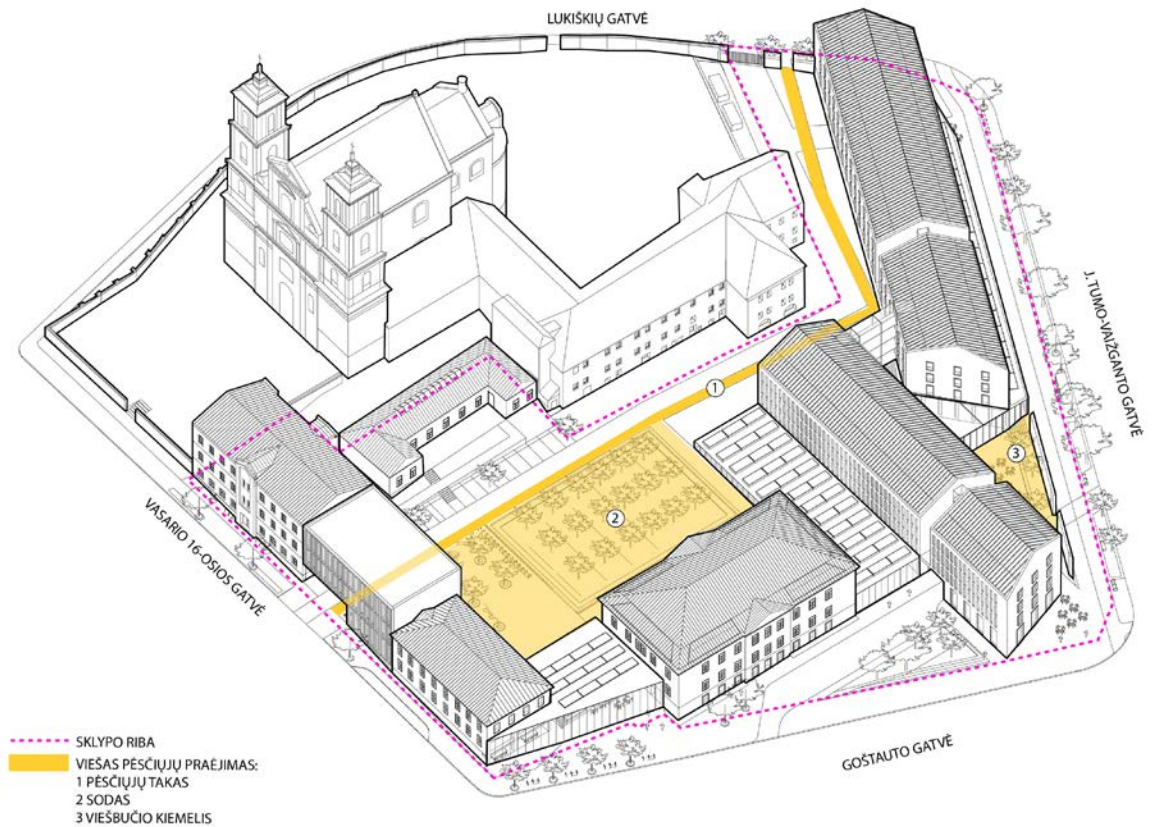 LUKIŠKIŲ GATVĖ
J. TUMO-VAIŽGANTO GATVĖ
1
3
2
VASARIO 16-OSIOS GATVĖ
GOŠTAUTO GATVĖ
SKLYPO RIBA
VIEŠAS PĖSČIŲJŲ PRAĖJIMAS:
1 PĖSČIŲJŲ TAKAS
2 SODAS
3 VIEŠBUČIO KIEMELIS